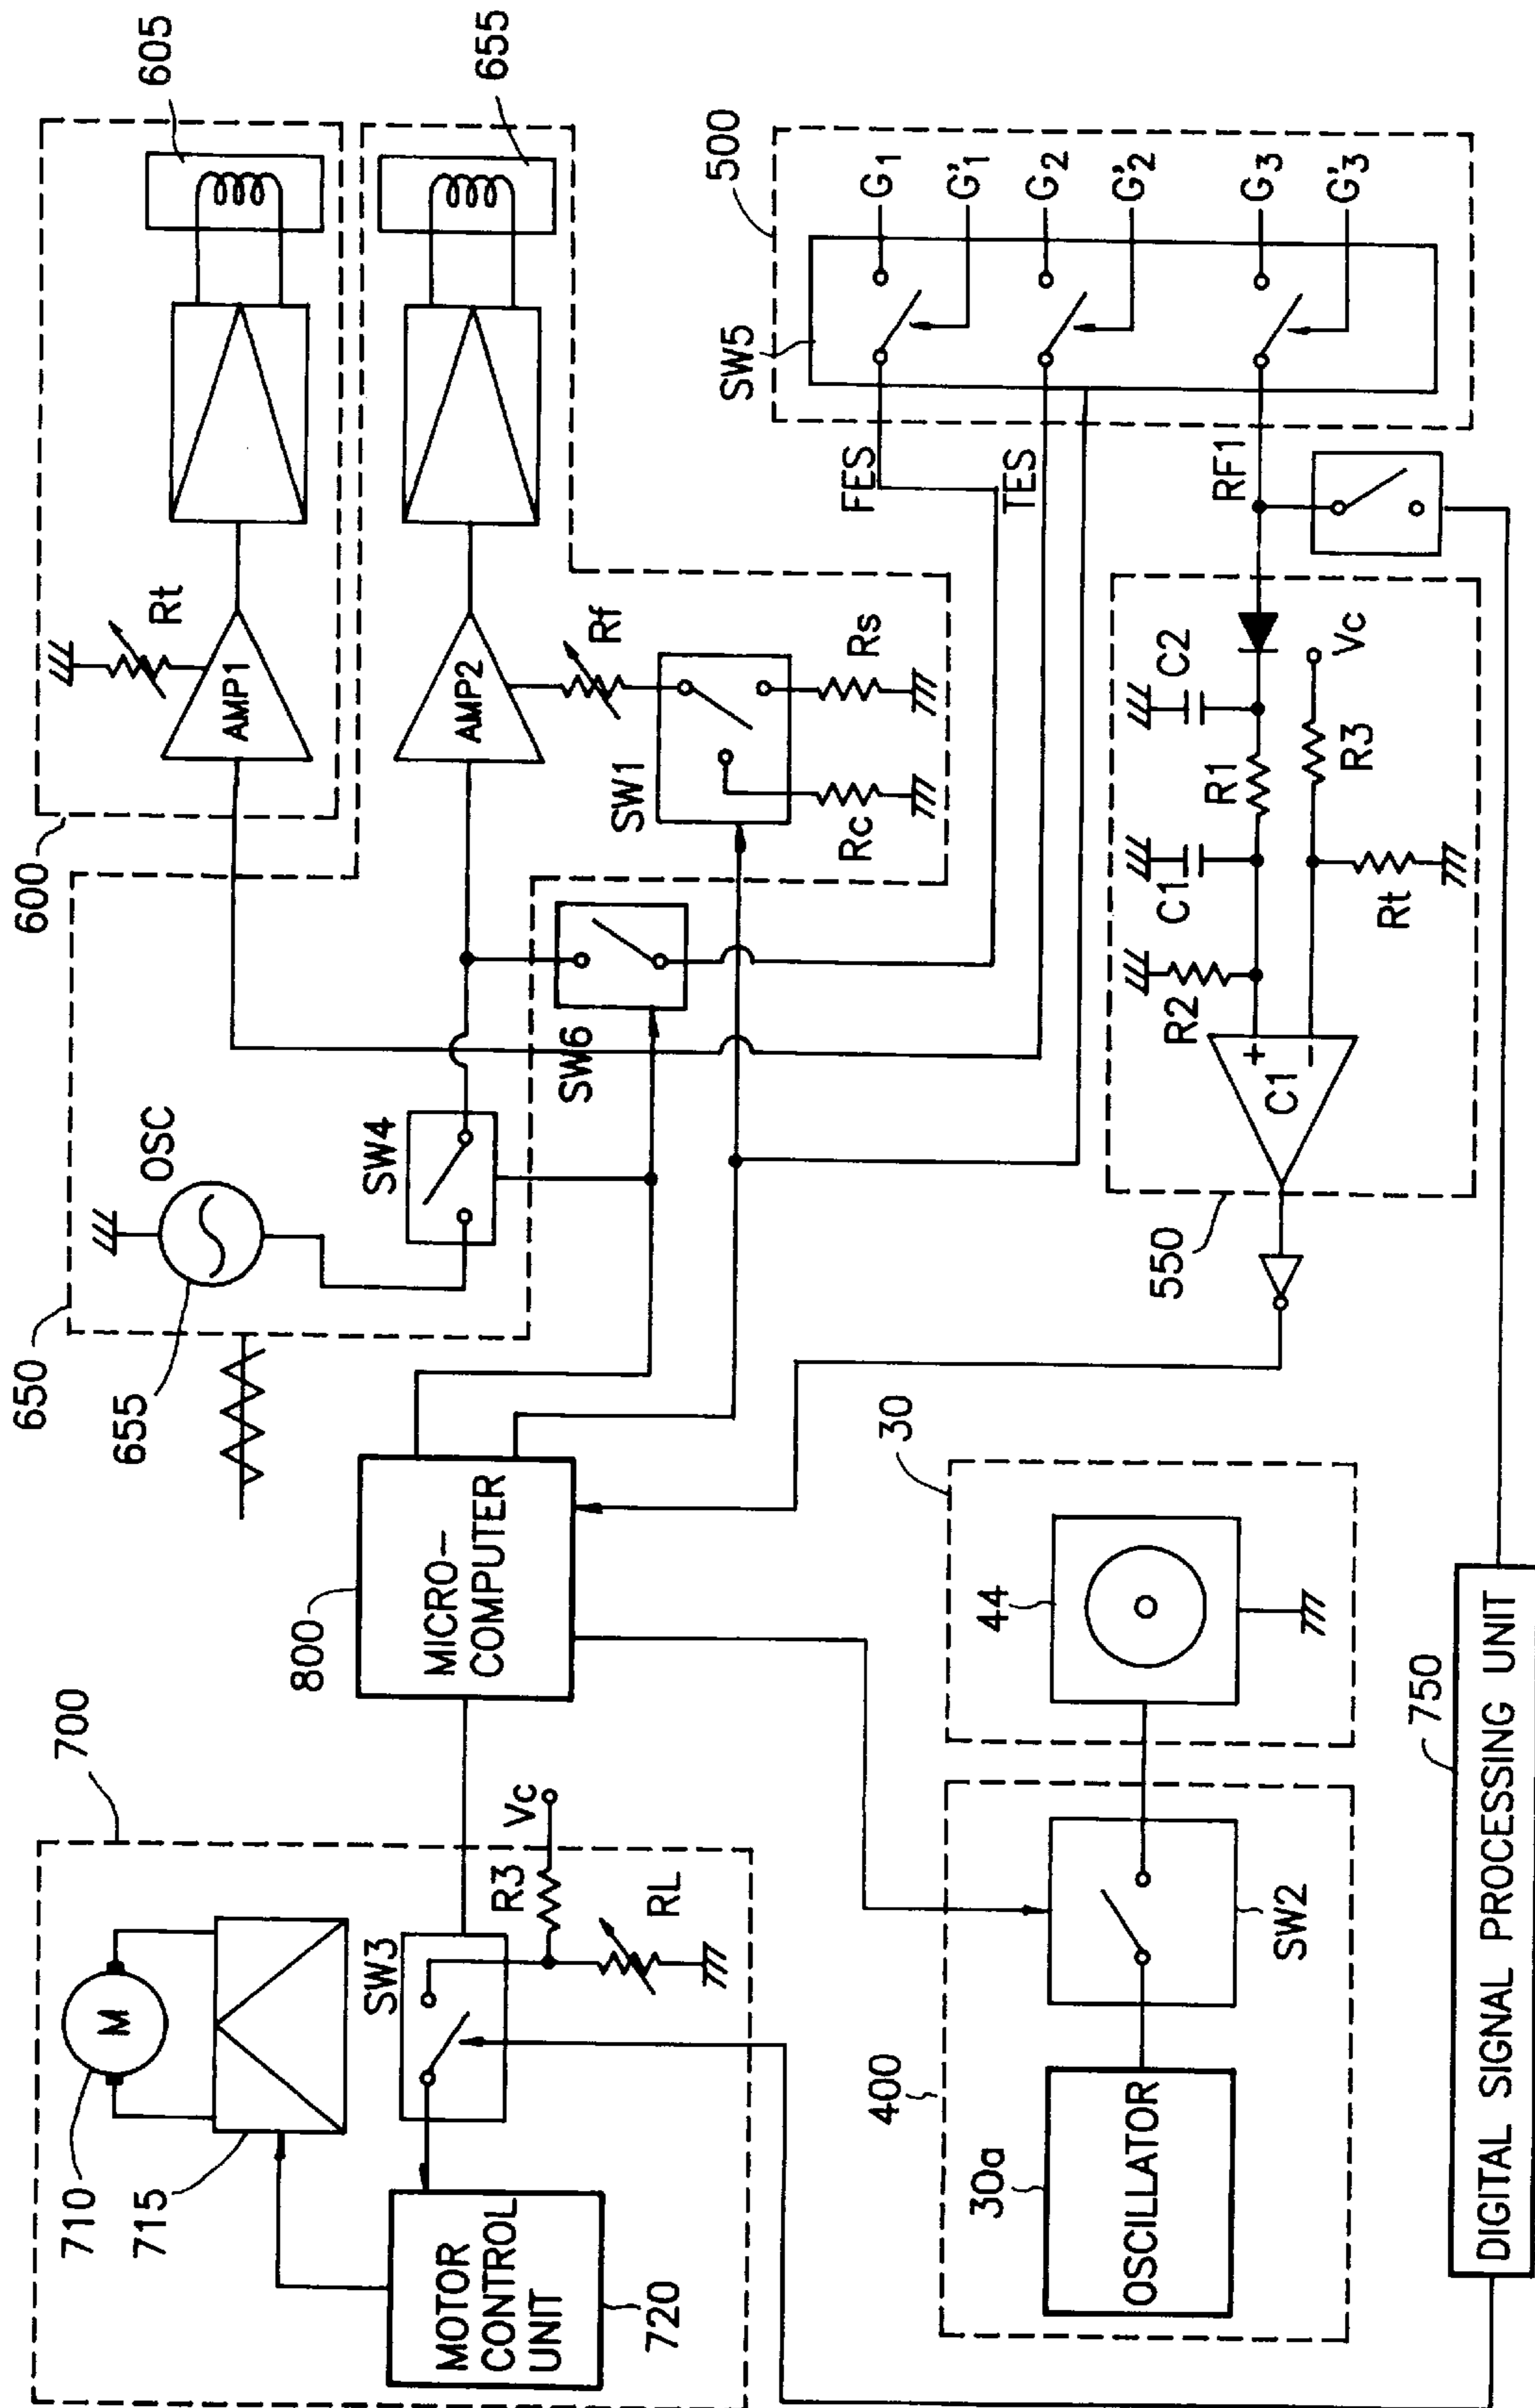 700
710
M
715
MOTOR
CONTROL
UNIT
720
SW3
R3
Vc
RL
800
MICRO-
COMPUTER
650
655
OSC
SW4
SW6
600
Rt
AMP1
605
AMP2
655
Rf
SW1
Rc
Rs
500
SW5
FES
TES
RF1
G1
G'1
G2
G'2
G3
G'3
550
C1
+
−
R2
C1
R1
C2
R3
Vc
Rt
400
30a
OSCILLATOR
SW2
30
44
750
DIGITAL SIGNAL PROCESSING UNIT